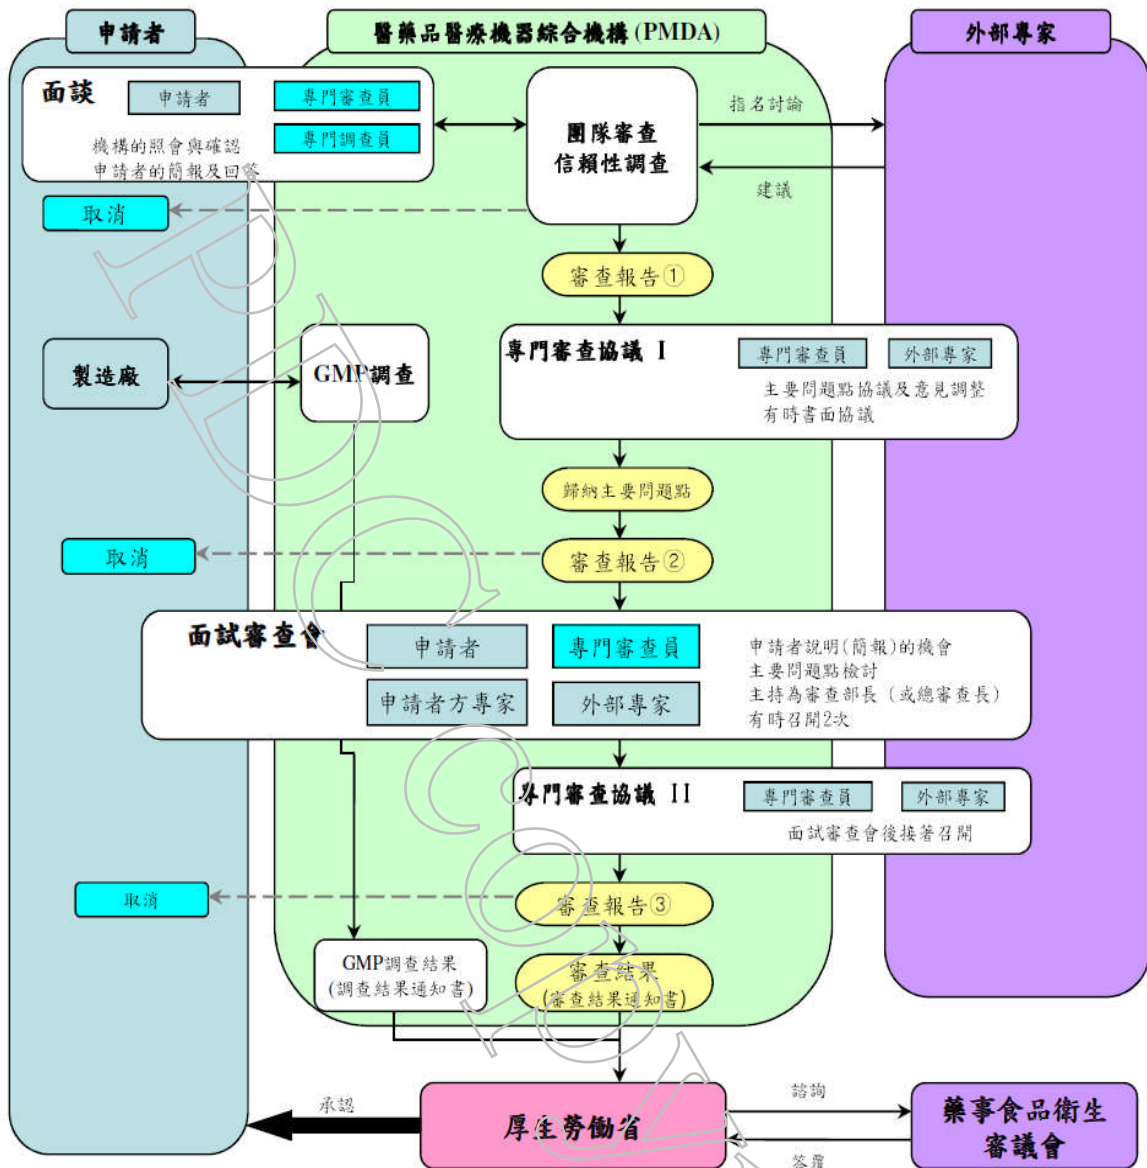 申請者
醫藥品醫療機器綜合機構(PMDA)
外部專家
面談
申請者
專門審查員
專門調查員
機構的照會與確認
申請者的簡報及回答
團隊審查
信賴性調查
指名討論
建議
取消
審查報告①
製造廠
GMP調查
專門審查協議 I
專門審查員
外部專家
主要問題點協議及意見調整
有時書面協議
歸納主要問題點
取消
審查報告②
面試審查會
申請者
專門審查員
申請者方專家
外部專家
申請者說明(簡報)的機會
主要問題點檢討
主持為審查部長（或總審查長）
有時召開2次
專門審查協議 II
專門審查員
外部專家
面試審查會後接著召開
取消
審查報告③
GMP調查結果
(調查結果通知書)
審查結果
(審查結果通知書)
承認
厚生勞働省
諮詢
答覆
藥事食品衛生
審議會
PDC Copy